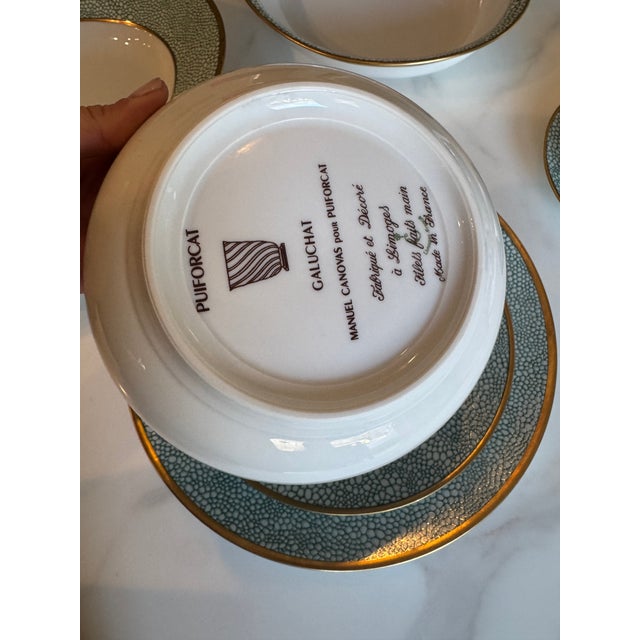 PUIFORCAT
GALUCHAT
MANUEL CANOVAS pour PUIFORCAT
Fabriqué et Décoré
à Limoges
Filets faits main
Made in France